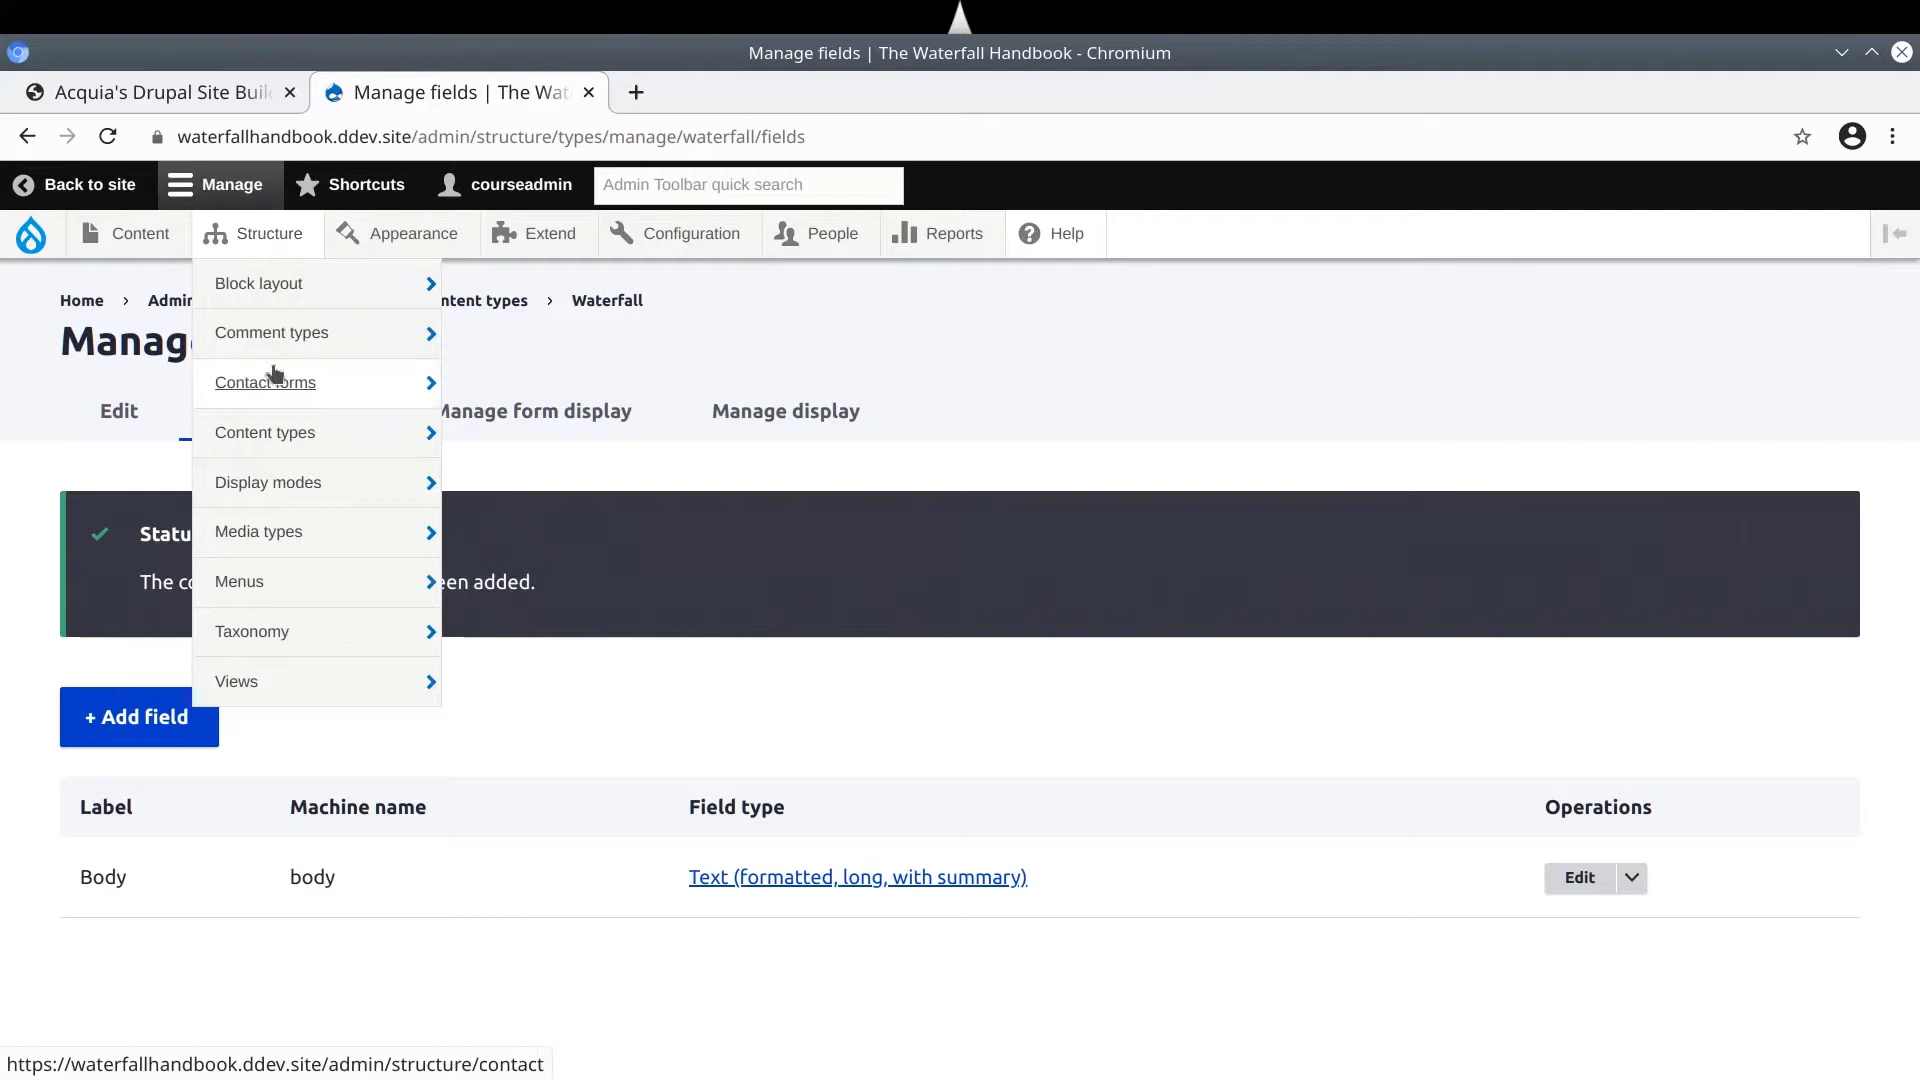 Manage fields | The Waterfall Handbook - Chromium
Acquia's Drupal Site Buil
Manage fields | The Wat
waterfallhandbook.ddev.site/admin/structure/types/manage/waterfall/fields
Back to site
Manage
Shortcuts
courseadmin
Admin Toolbar quick search
Content
Structure
Appearance
Extend
Configuration
People
Reports
Help
Block layout
Comment types
Contact forms
Content types
Display modes
Media types
Menus
Taxonomy
Views
Home > Admin
ntent types > Waterfall
Manage
Edit
Manage form display
Manage display
Statu
The co
een added.
+ Add field
Label
Machine name
Field type
Operations
Body
body
Text (formatted, long, with summary)
Edit
https://waterfallhandbook.ddev.site/admin/structure/contact